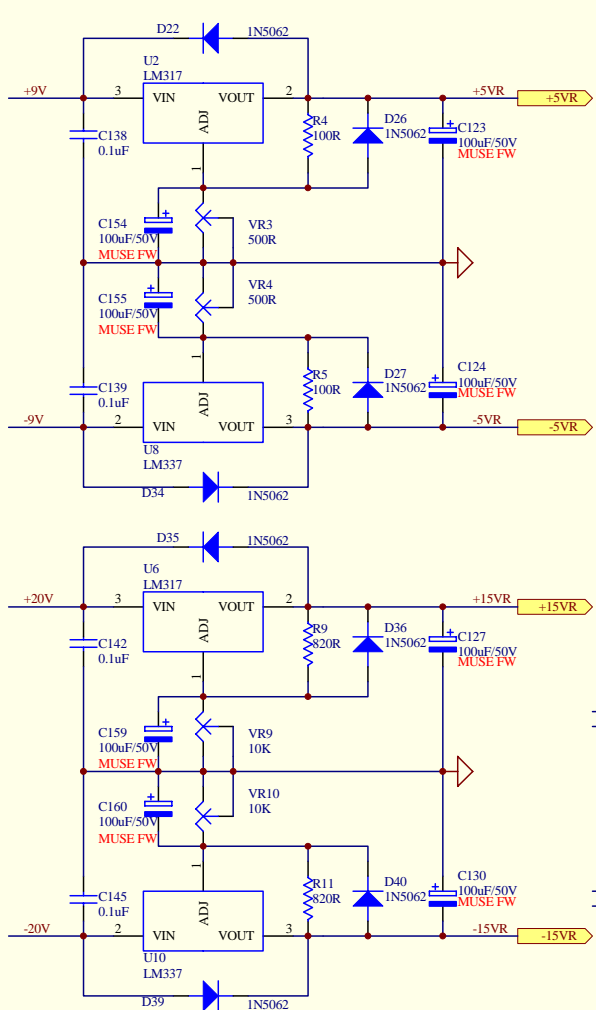 D22
1N5062
U2
LM317
+9V
3
VIN
VOUT
2
ADJ
1
+5VR
+5VR
C138
0.1uF
R4
100R
D26
1N5062
C123
100uF/50V
MUSE FW
C154
100uF/50V
MUSE FW
VR3
500R
VR4
500R
C155
100uF/50V
MUSE FW
C139
0.1uF
1
ADJ
R5
100R
D27
1N5062
C124
100uF/50V
MUSE FW
-9V
2
VIN
VOUT
3
-5VR
-5VR
U8
LM337
D34
1N5062
D35
1N5062
U6
LM317
+20V
3
VIN
VOUT
2
ADJ
1
+15VR
+15VR
C142
0.1uF
R9
820R
D36
1N5062
C127
100uF/50V
MUSE FW
C159
100uF/50V
MUSE FW
VR9
10K
VR10
10K
C160
100uF/50V
MUSE FW
C145
0.1uF
1
ADJ
R11
820R
D40
1N5062
C130
100uF/50V
MUSE FW
-20V
2
VIN
VOUT
3
-15VR
-15VR
U10
LM337
D39
1N5062